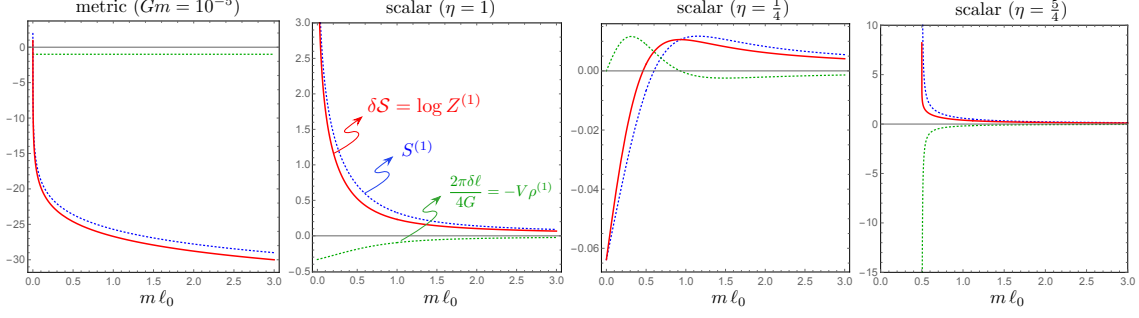 metric (Gm = 10⁻⁵)
0
−5
−10
−15
−20
−25
−30
0.0 0.5 1.0 1.5 2.0 2.5 3.0
m ℓ₀
scalar (η = 1)
3.0
2.5
2.0
1.5
1.0
0.5
0.0
−0.5
δ𝒮 = log Z⁽¹⁾
S⁽¹⁾
2πδℓ/4G = −Vρ⁽¹⁾
0.0 0.5 1.0 1.5 2.0 2.5 3.0
m ℓ₀
scalar (η = 1/4)
0.00
−0.02
−0.04
−0.06
0.0 0.5 1.0 1.5 2.0 2.5 3.0
m ℓ₀
scalar (η = 5/4)
10
5
0
−5
−10
−15
0.0 0.5 1.0 1.5 2.0 2.5 3.0
m ℓ₀